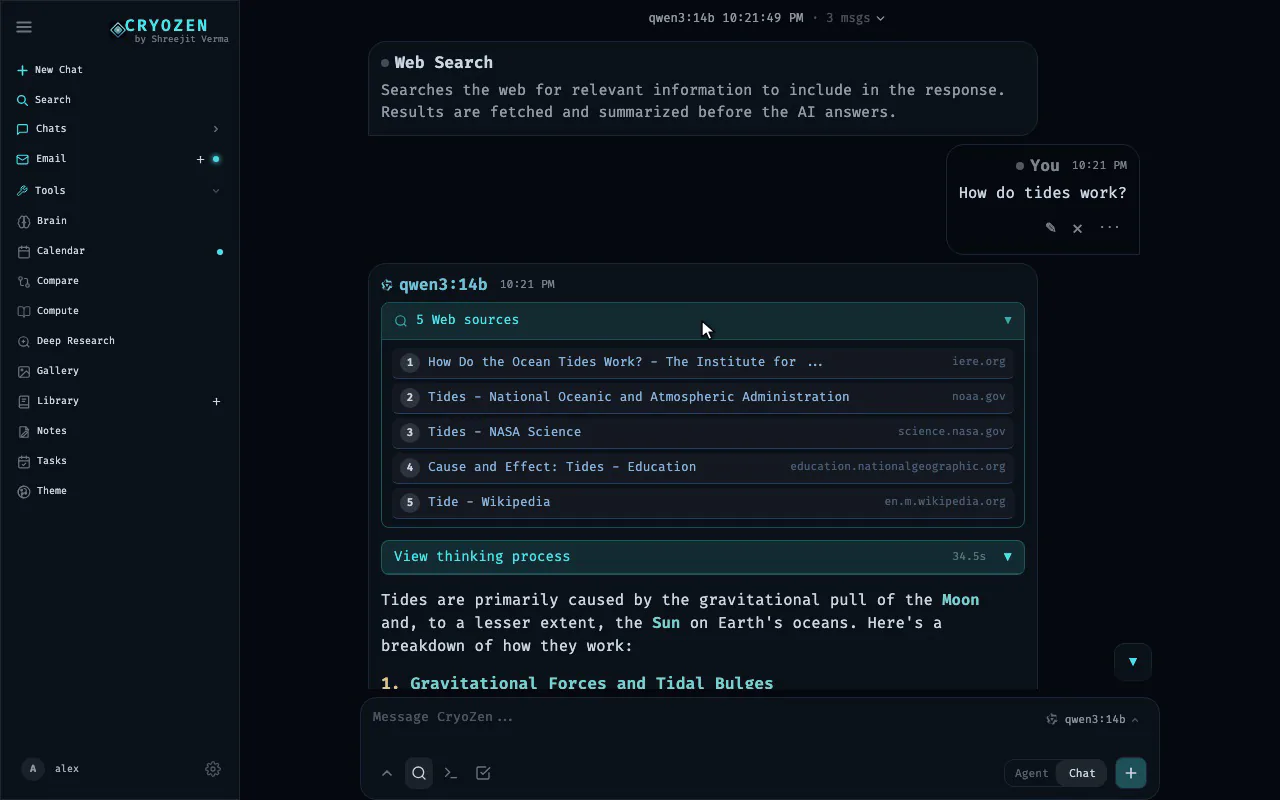 CRYOZEN
by Shreejit Verma
New Chat
Search
Chats
Email
Tools
Brain
Calendar
Compare
Compute
Deep Research
Gallery
Library
Notes
Tasks
Theme
A alex
qwen3:14b 10:21:49 PM · 3 msgs
Web Search
Searches the web for relevant information to include in the response.
Results are fetched and summarized before the AI answers.
You 10:21 PM
How do tides work?
qwen3:14b 10:21 PM
5 Web sources
1 How Do the Ocean Tides Work? - The Institute for ... iere.org
2 Tides - National Oceanic and Atmospheric Administration noaa.gov
3 Tides - NASA Science science.nasa.gov
4 Cause and Effect: Tides - Education education.nationalgeographic.org
5 Tide - Wikipedia en.m.wikipedia.org
View thinking process 34.5s
Tides are primarily caused by the gravitational pull of the Moon
and, to a lesser extent, the Sun on Earth's oceans. Here's a
breakdown of how they work:
1. Gravitational Forces and Tidal Bulges
Message CryoZen...
qwen3:14b
Agent Chat